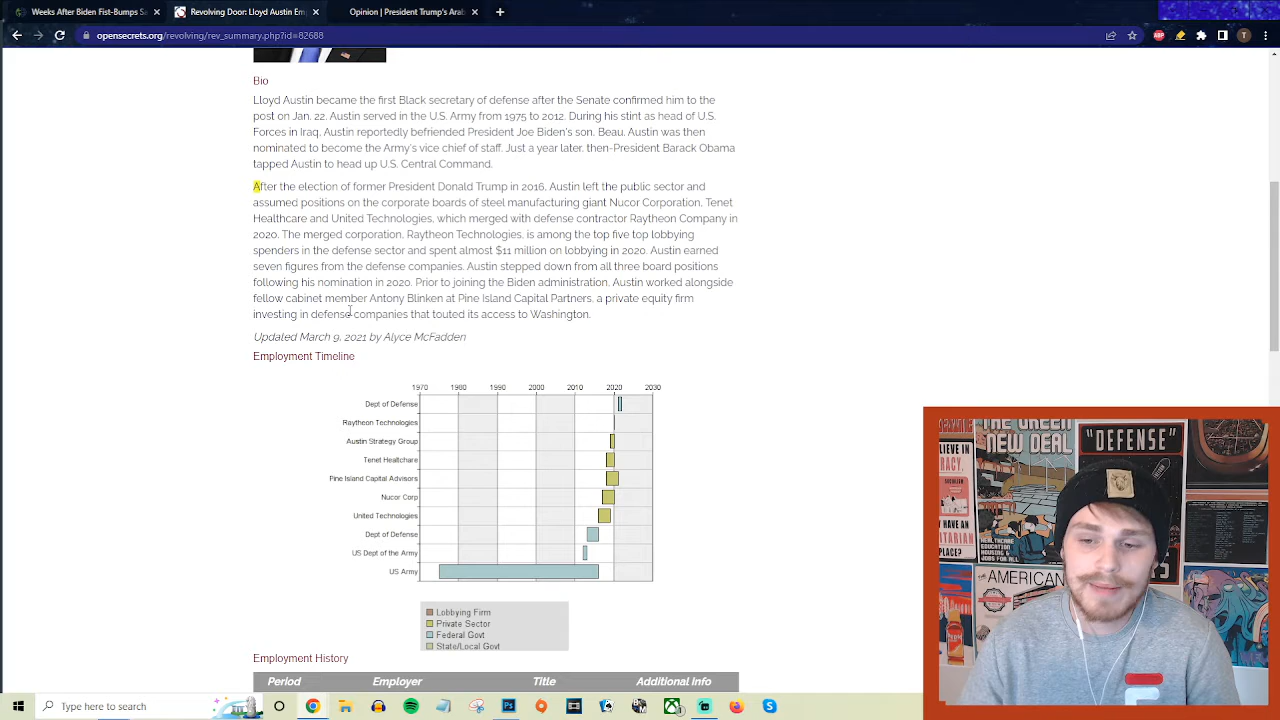 Weeks After Biden Fist-Bumps Sa
Revolving Door: Lloyd Austin Emp
Opinion | President Trump's Arab
opensecrets.org/revolving/rev_summary.php?id=82688
Bio
Lloyd Austin became the first Black secretary of defense after the Senate confirmed him to the
post on Jan. 22. Austin served in the U.S. Army from 1975 to 2012. During his stint as head of U.S.
Forces in Iraq, Austin reportedly befriended President Joe Biden's son, Beau. Austin was then
nominated to become the Army's vice chief of staff. Just a year later, then-President Barack Obama
tapped Austin to head up U.S. Central Command.
After the election of former President Donald Trump in 2016, Austin left the public sector and
assumed positions on the corporate boards of steel manufacturing giant Nucor Corporation, Tenet
Healthcare and United Technologies, which merged with defense contractor Raytheon Company in
2020. The merged corporation, Raytheon Technologies, is among the top five top lobbying
spenders in the defense sector and spent almost $11 million on lobbying in 2020. Austin earned
seven figures from the defense companies. Austin stepped down from all three board positions
following his nomination in 2020. Prior to joining the Biden administration, Austin worked alongside
fellow cabinet member Antony Blinken at Pine Island Capital Partners, a private equity firm
investing in defense companies that touted its access to Washington.
Updated March 9, 2021 by Alyce McFadden
Employment Timeline
1970 1980 1990 2000 2010 2020 2030
Dept of Defense
Raytheon Technologies
Austin Strategy Group
Tenet Healtchare
Pine Island Capital Advisors
Nucor Corp
United Technologies
Dept of Defense
US Dept of the Army
US Army
Lobbying Firm
Private Sector
Federal Govt
State/Local Govt
Employment History
Period Employer Title Additional Info
THE GREEN
NEW DEAL
"DEFENSE"
BELIEVE IN
HEALTHCARE
EDUCATION
HOUSING &
JOBS FOR ALL
THE AMERICAN
PLACE?
Type here to search